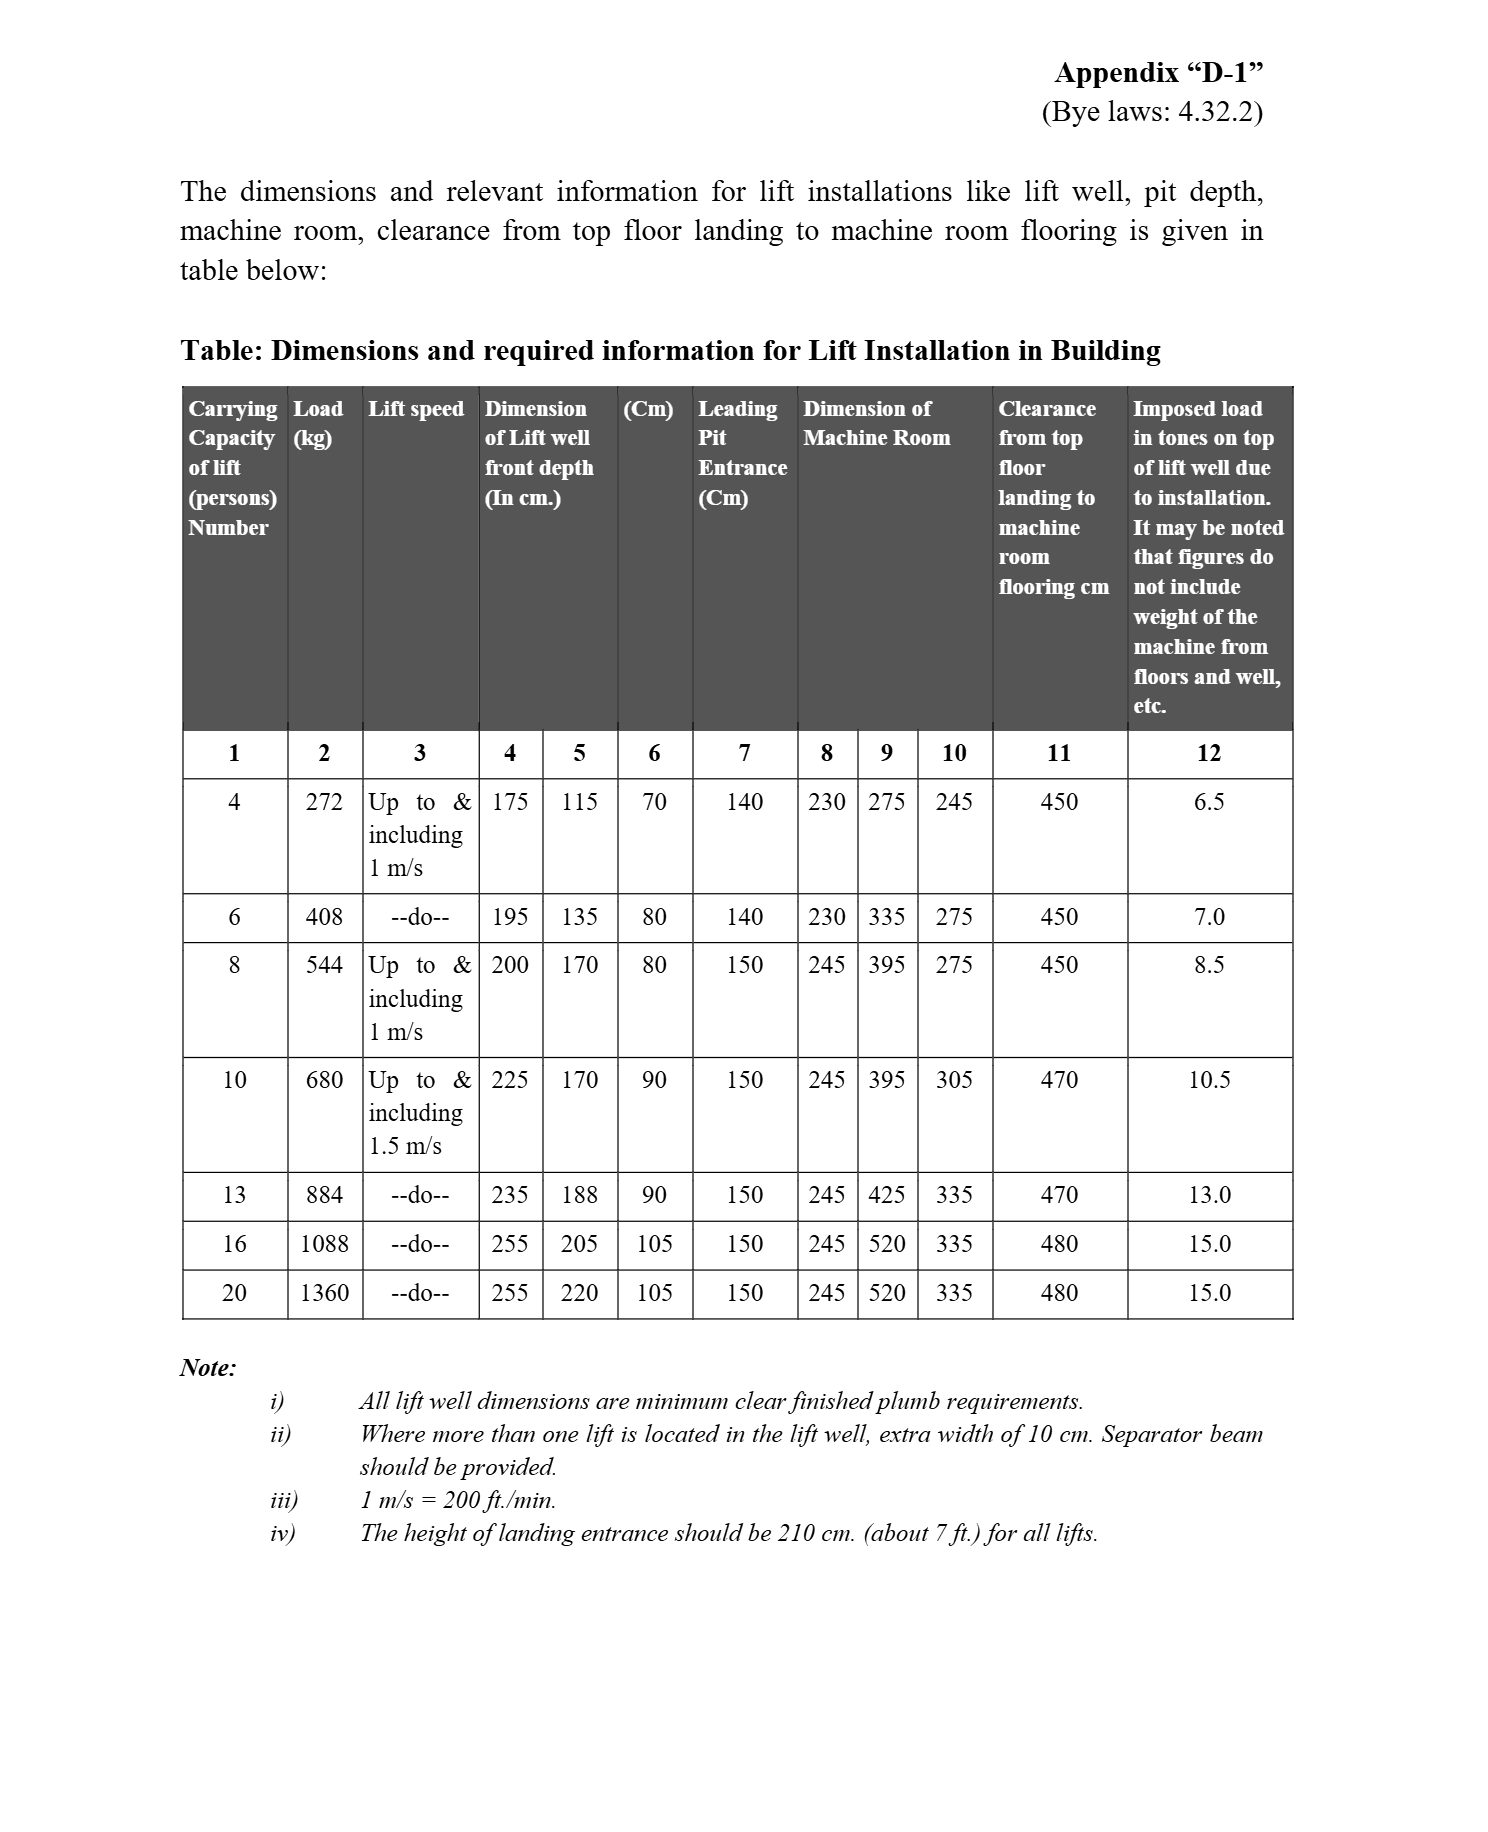 Appendix “D-1”
(Bye laws: 4.32.2)
The dimensions and relevant information for lift installations like lift well, pit depth,
machine room, clearance from top floor landing to machine room flooring is given in
table below:
Table: Dimensions and required information for Lift Installation in Building
Carrying Load Lift speed Dimension (Cm) Leading Dimension of Clearance Imposed load
Capacity (kg) of Lift well Pit Machine Room from top in tones on top
of lift front depth Entrance floor of lift well due
(persons) (In cm.) (Cm) landing to to installation.
Number machine It may be noted
room that figures do
flooring cm not include
weight of the
machine from
floors and well,
etc.
1 2 3 4 5 6 7 8 9 10 11 12
4 272 Up to & 175 115 70 140 230 275 245 450 6.5
including
1 m/s
6 408 --do-- 195 135 80 140 230 335 275 450 7.0
8 544 Up to & 200 170 80 150 245 395 275 450 8.5
including
1 m/s
10 680 Up to & 225 170 90 150 245 395 305 470 10.5
including
1.5 m/s
13 884 --do-- 235 188 90 150 245 425 335 470 13.0
16 1088 --do-- 255 205 105 150 245 520 335 480 15.0
20 1360 --do-- 255 220 105 150 245 520 335 480 15.0
Note:
i) All lift well dimensions are minimum clear finished plumb requirements.
ii) Where more than one lift is located in the lift well, extra width of 10 cm. Separator beam
should be provided.
iii) 1 m/s = 200 ft./min.
iv) The height of landing entrance should be 210 cm. (about 7 ft.) for all lifts.